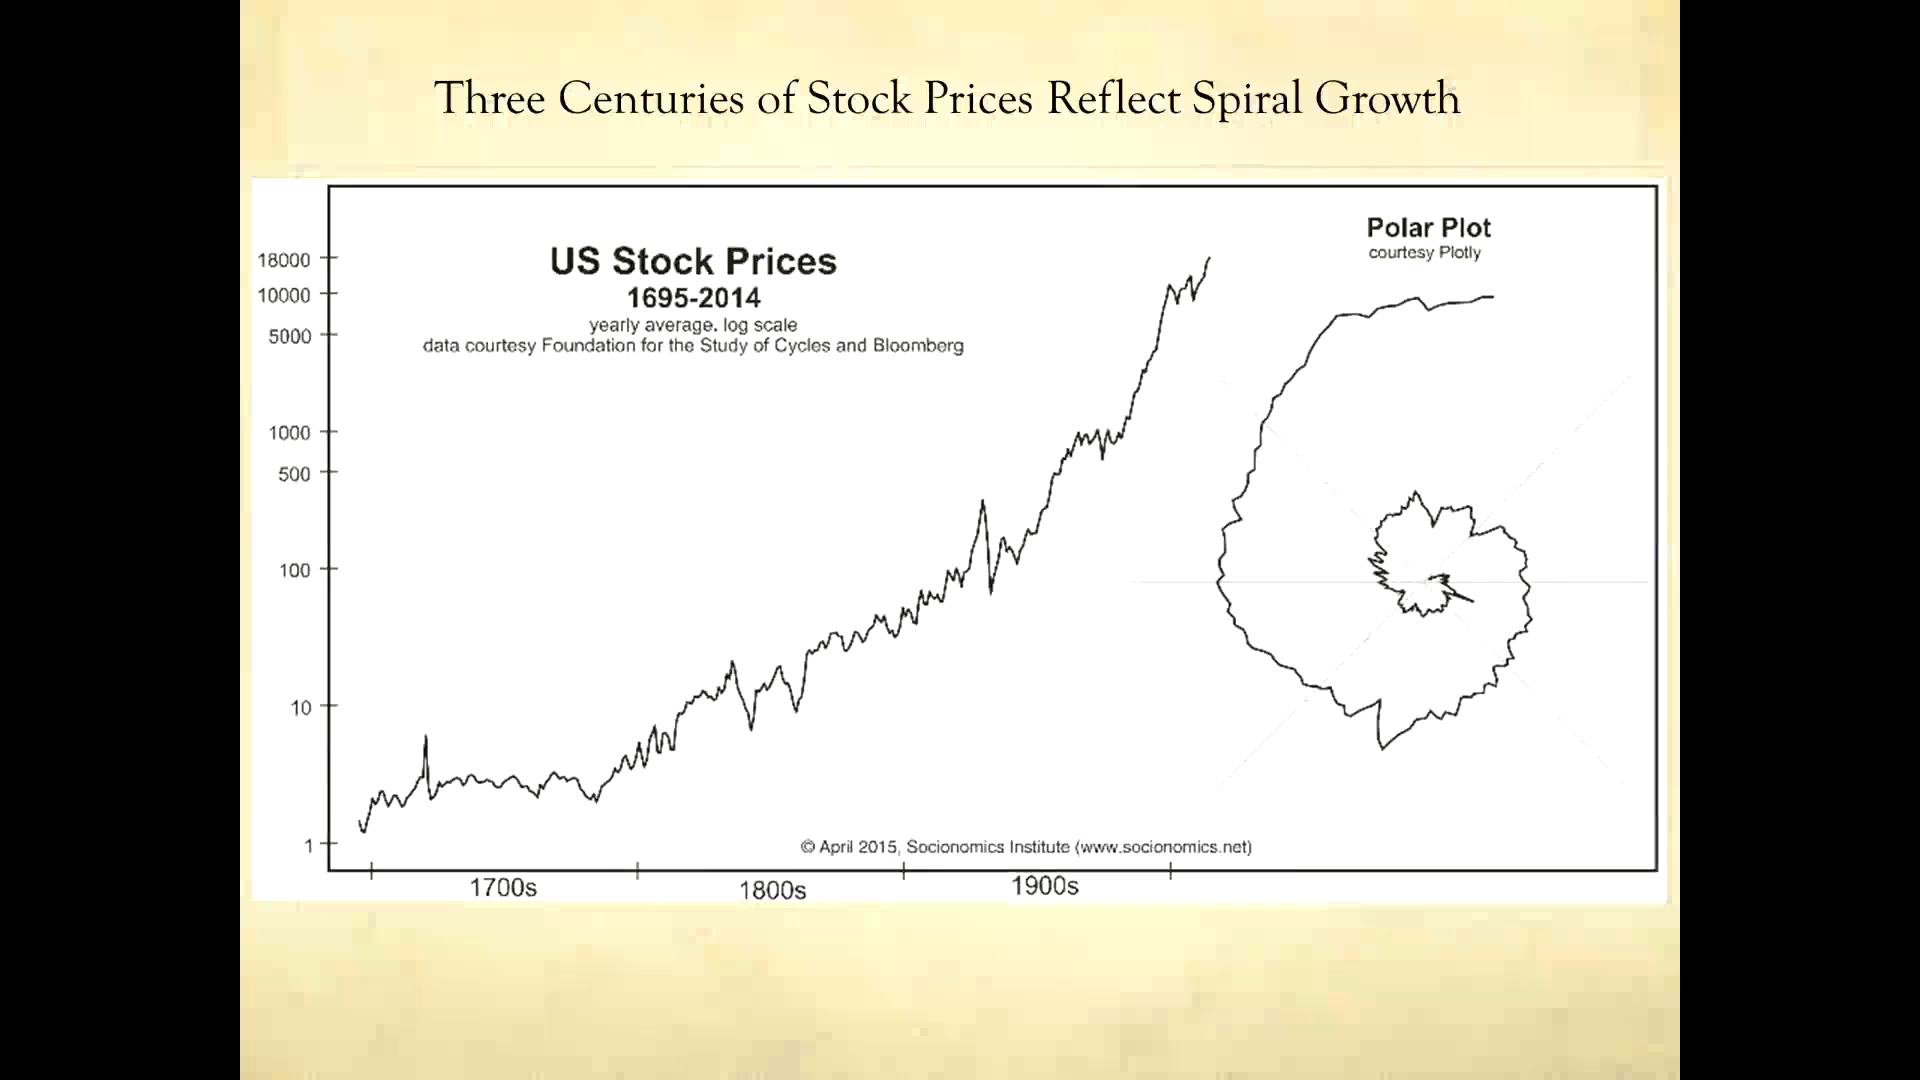 Three Centuries of Stock Prices Reflect Spiral Growth
US Stock Prices
1695-2014
yearly average. log scale
data courtesy Foundation for the Study of Cycles and Bloomberg
Polar Plot
courtesy Plotly
18000
10000
5000
1000
500
100
10
1
© April 2015, Socionomics Institute (www.socionomics.net)
1700s
1800s
1900s